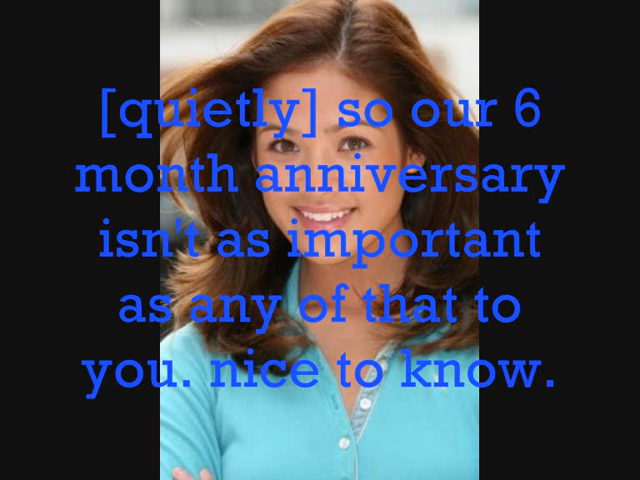 [quietly] so our 6
month anniversary
isn't as important
as any of that to
you. nice to know.